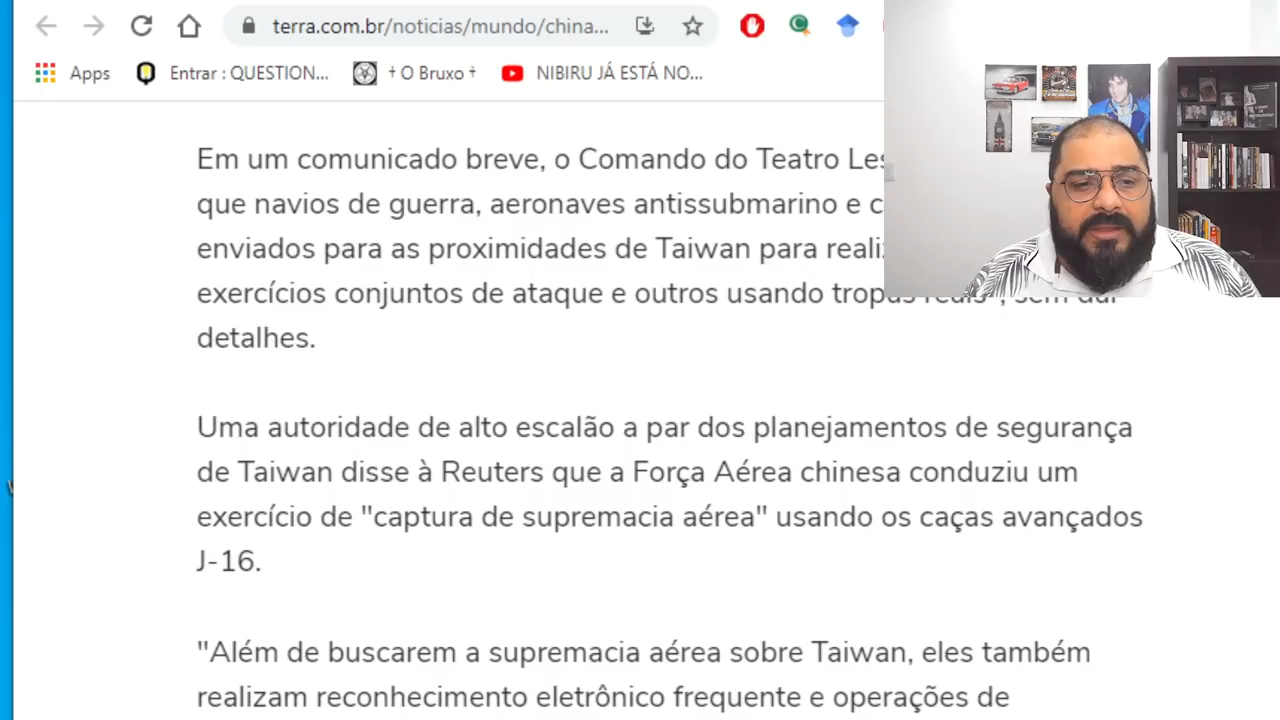 terra.com.br/noticias/mundo/china...
Apps
Entrar : QUESTION...
† O Bruxo †
NIBIRU JÁ ESTÁ NO...
Em um comunicado breve, o Comando do Teatro
que navios de guerra, aeronaves antissubmarino e
enviados para as proximidades de Taiwan para
exercícios conjuntos de ataque e outros usando tropas reais", sem dar
detalhes.
Uma autoridade de alto escalão a par dos planejamentos de segurança
de Taiwan disse à Reuters que a Força Aérea chinesa conduziu um
exercício de "captura de supremacia aérea" usando os caças avançados
J-16.
"Além de buscarem a supremacia aérea sobre Taiwan, eles também
realizam reconhecimento eletrônico frequente e operações de